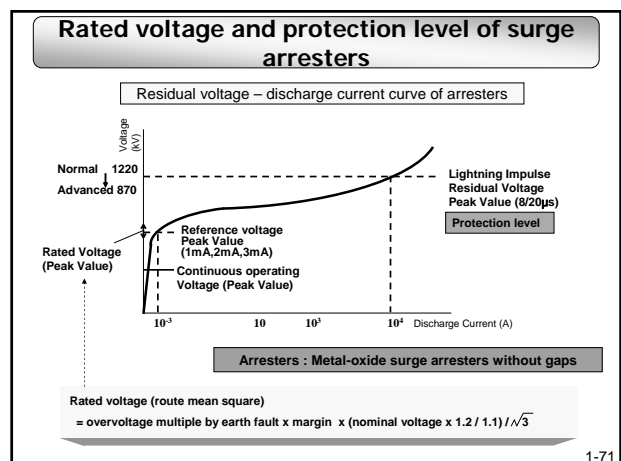 Rated voltage and protection level of surge
arresters
Residual voltage – discharge current curve of arresters
Voltage
(kV)
Normal 1220
Advanced 870
Lightning Impulse
Residual Voltage
Peak Value (8/20µs)
Protection level
Reference voltage
Peak Value
(1mA,2mA,3mA)
Rated Voltage
(Peak Value)
Continuous operating
Voltage (Peak Value)
10-3 10 10³ 10⁴ Discharge Current (A)
Arresters : Metal-oxide surge arresters without gaps
Rated voltage (route mean square)
= overvoltage multiple by earth fault x margin x (nominal voltage x 1.2 / 1.1) / √3
1-71